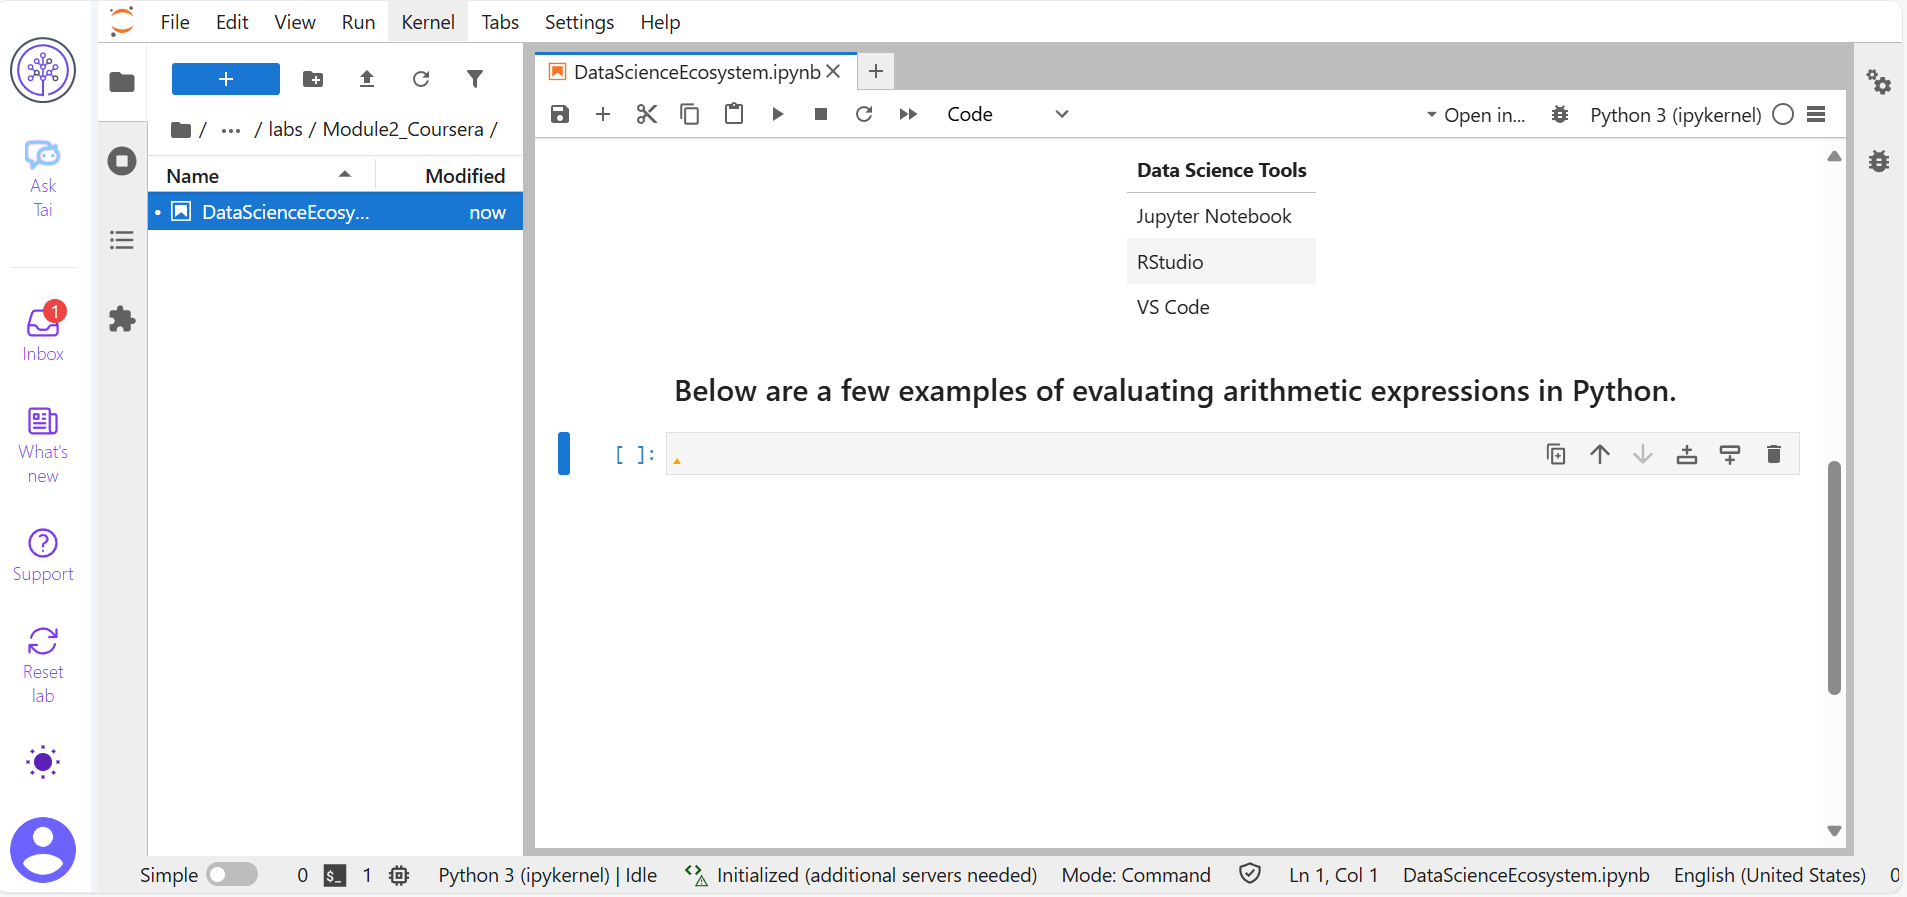 File Edit View Run Kernel Tabs Settings Help
Ask
Tai
1
Inbox
What's
new
?
Support
Reset
lab
+
/ ... / labs / Module2_Coursera /
Name Modified
DataScienceEcosy... now
DataScienceEcosystem.ipynb
Code
Open in...
Python 3 (ipykernel)
Data Science Tools
Jupyter Notebook
RStudio
VS Code
Below are a few examples of evaluating arithmetic expressions in Python.
[ ]:
Simple 0 $_ 1 Python 3 (ipykernel) | Idle Initialized (additional servers needed) Mode: Command Ln 1, Col 1 DataScienceEcosystem.ipynb English (United States) 0